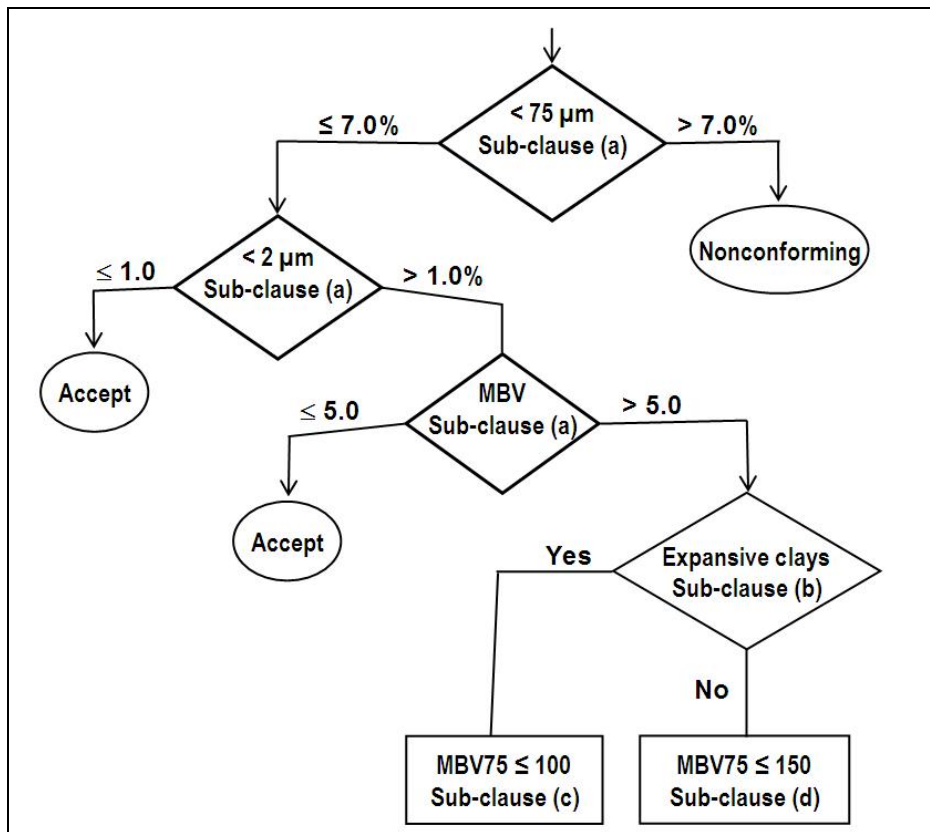 < 75 µm
Sub-clause (a)
≤ 7.0%
> 7.0%
Nonconforming
< 2 µm
Sub-clause (a)
≤ 1.0
> 1.0%
Accept
MBV
Sub-clause (a)
≤ 5.0
> 5.0
Accept
Expansive clays
Sub-clause (b)
Yes
No
MBV75 ≤ 100
Sub-clause (c)
MBV75 ≤ 150
Sub-clause (d)